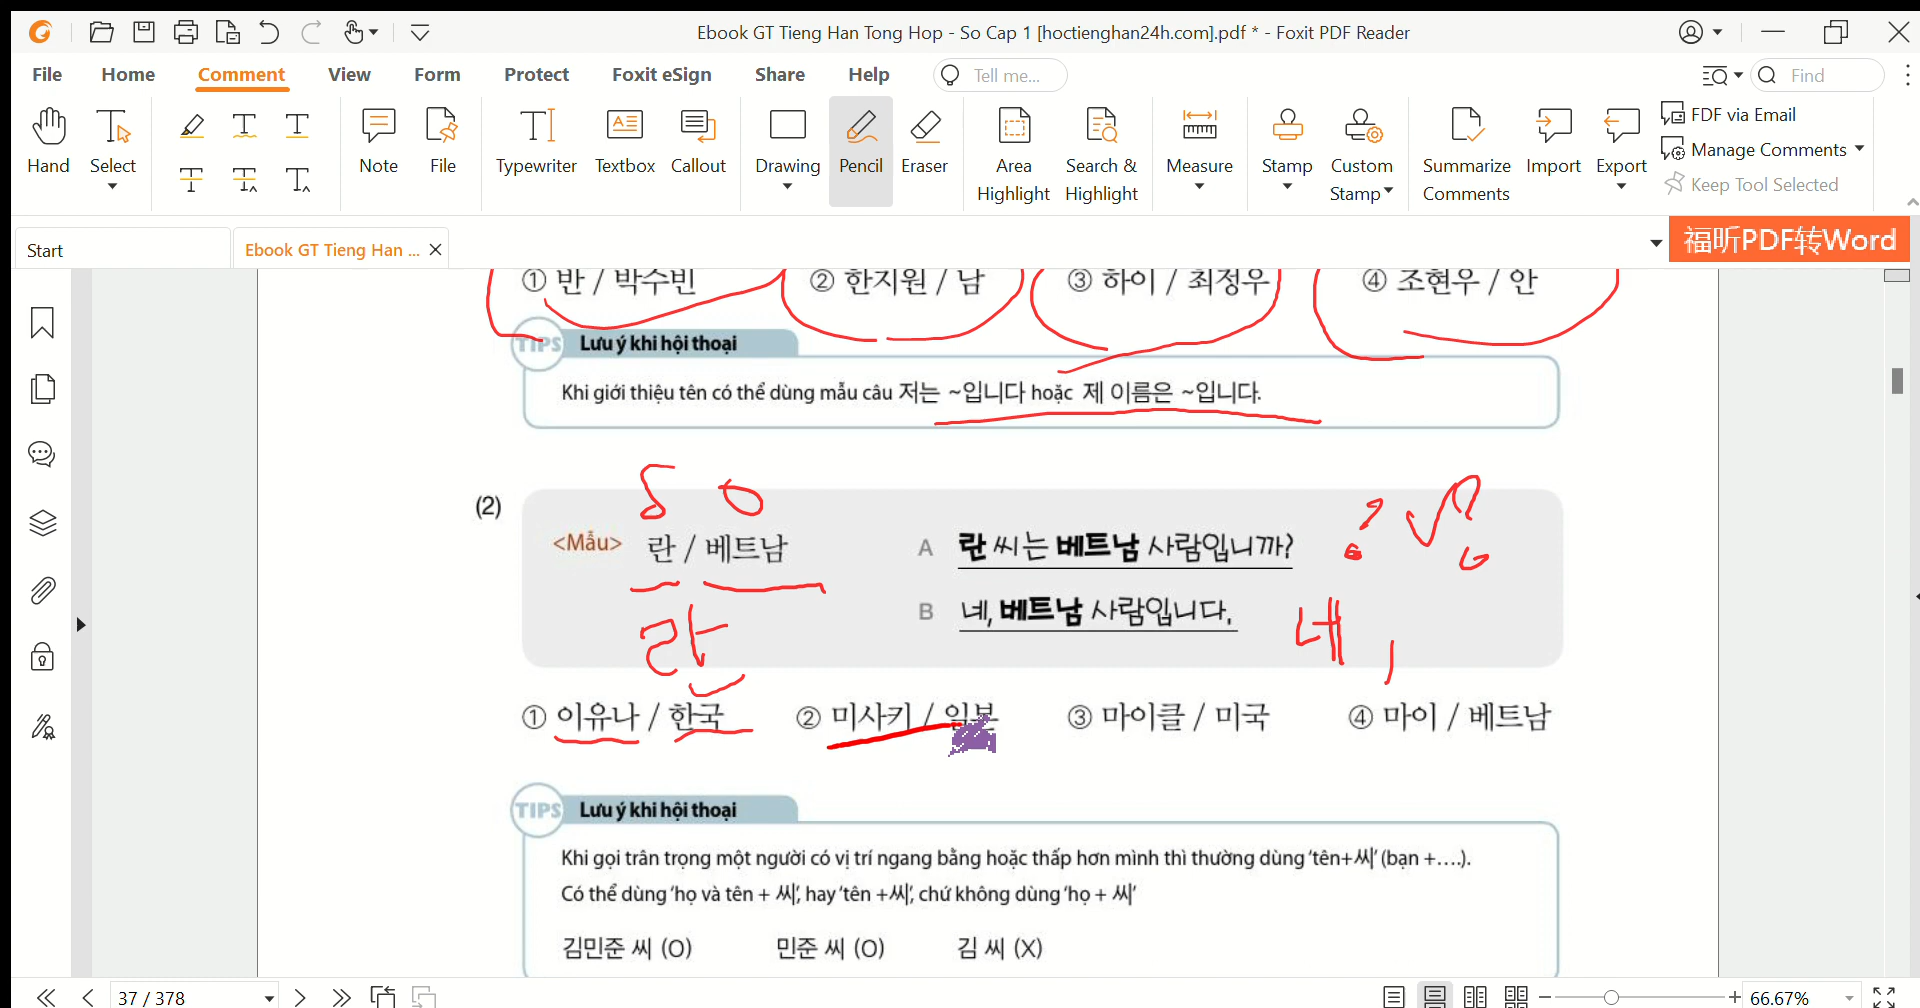 Ebook GT Tieng Han Tong Hop - So Cap 1 [hoctienghan24h.com].pdf * - Foxit PDF Reader
File Home Comment View Form Protect Foxit eSign Share Help Tell me... Find
Hand Select Note File Typewriter Textbox Callout Drawing Pencil Eraser Area Highlight Search & Highlight Measure Stamp Custom Stamp Summarize Comments Import Export
FDF via Email
Manage Comments
Keep Tool Selected
Start Ebook GT Tieng Han ... 福昕PDF转Word
① 반 / 박수빈 ② 한지원 / 남 ③ 하이 / 최정우 ④ 조현우 / 안
TIPS Lưu ý khi hội thoại
Khi giới thiệu tên có thể dùng mẫu câu 저는 ~입니다 hoặc 제 이름은 ~입니다.
(2)
<Mẫu> 란 / 베트남 A 란 씨는 베트남 사람입니까?
B 네, 베트남 사람입니다.
란
네,
① 이유나 / 한국 ② 미사키 / 일본 ③ 마이클 / 미국 ④ 마이 / 베트남
TIPS Lưu ý khi hội thoại
Khi gọi trân trọng một người có vị trí ngang bằng hoặc thấp hơn mình thì thường dùng 'tên+씨' (bạn +....).
Có thể dùng 'họ và tên + 씨', hay 'tên +씨', chứ không dùng 'họ + 씨'
김민준 씨 (O) 민준 씨 (O) 김 씨 (X)
37 / 378 66.67%